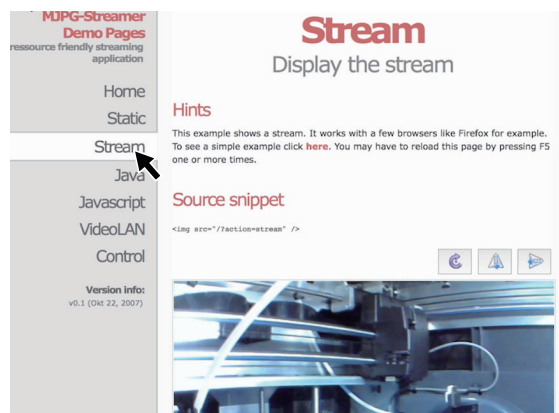 MJPG-Streamer
Demo Pages
ressource friendly streaming
application
Home
Static
Stream
Java
Javascript
VideoLAN
Control
Version info:
v0.1 (Okt 22, 2007)
Stream
Display the stream
Hints
This example shows a stream. It works with a few browsers like Firefox for example.
To see a simple example click here. You may have to reload this page by pressing F5
one or more times.
Source snippet
<img src="/?action=stream" />